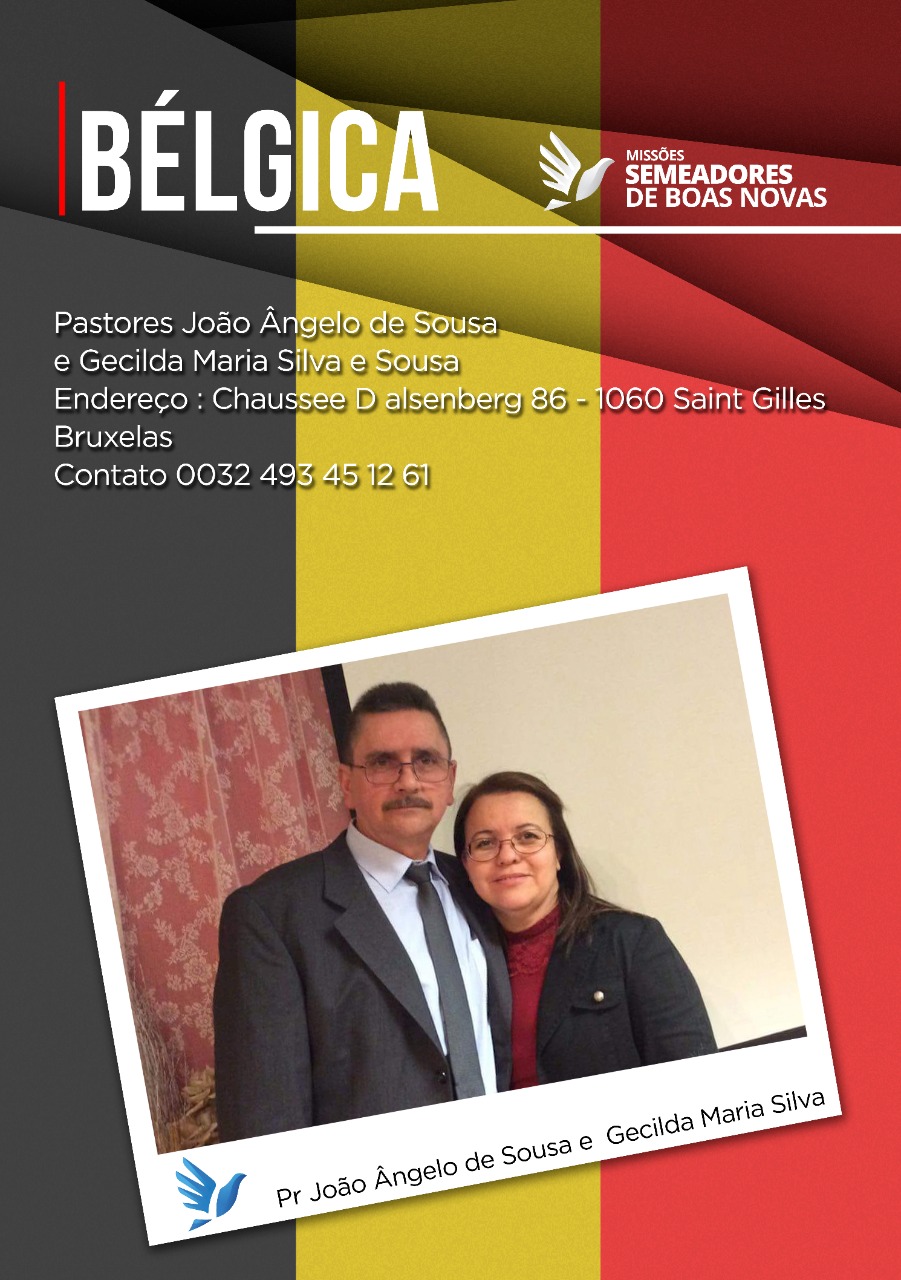 BÉLGICA
MISSÕES
SEMEADORES
DE BOAS NOVAS
Pastores João Ângelo de Sousa
e Gecilda Maria Silva e Sousa
Endereço : Chaussee D alsenberg 86 - 1060 Saint Gilles
Bruxelas
Contato 0032 493 45 12 61
Pr João Ângelo de Sousa e Gecilda Maria Silva